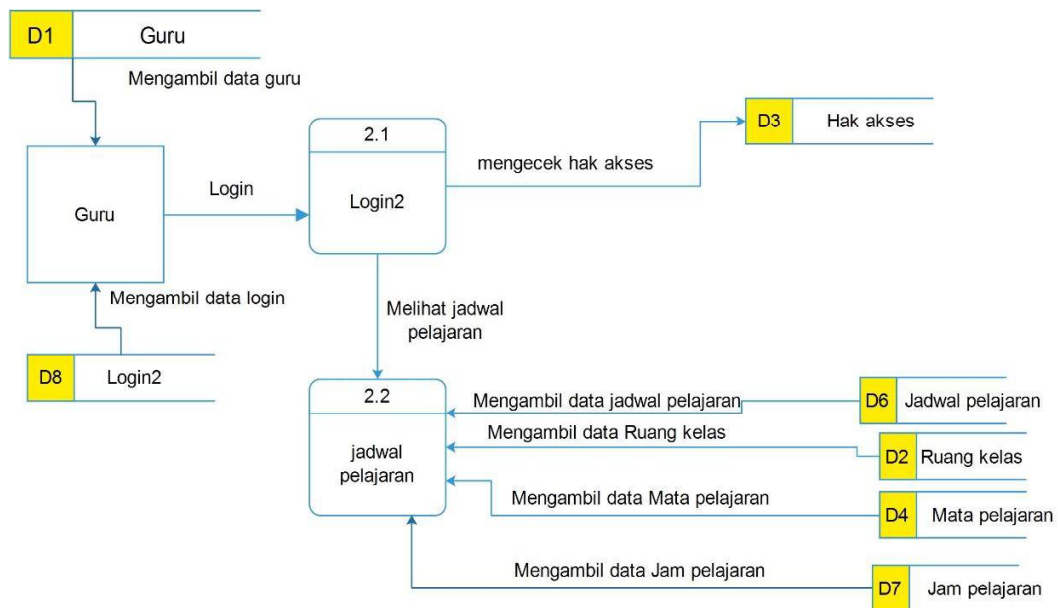 D1 Guru
Mengambil data guru
2.1
D3 Hak akses
mengecek hak akses
Login
Login2
Guru
Mengambil data login
Melihat jadwal
pelajaran
D8 Login2
2.2
Mengambil data jadwal pelajaran
D6 Jadwal pelajaran
Mengambil data Ruang kelas
jadwal
pelajaran
D2 Ruang kelas
Mengambil data Mata pelajaran
D4 Mata pelajaran
Mengambil data Jam pelajaran
D7 Jam pelajaran